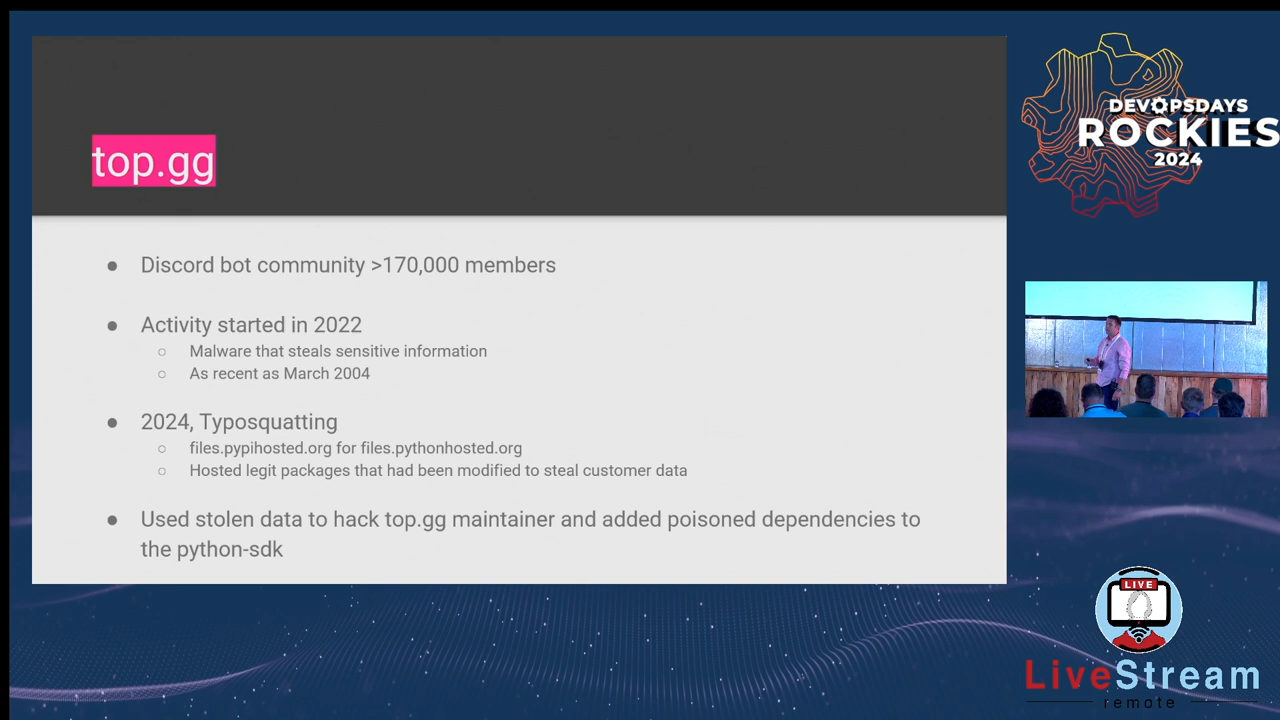 top.gg
Discord bot community >170,000 members
Activity started in 2022
Malware that steals sensitive information
As recent as March 2004
2024, Typosquatting
files.pypihosted.org for files.pythonhosted.org
Hosted legit packages that had been modified to steal customer data
Used stolen data to hack top.gg maintainer and added poisoned dependencies to
the python-sdk
DEVOPSDAYS
ROCKIES
2024
LIVE
LiveStream
remote